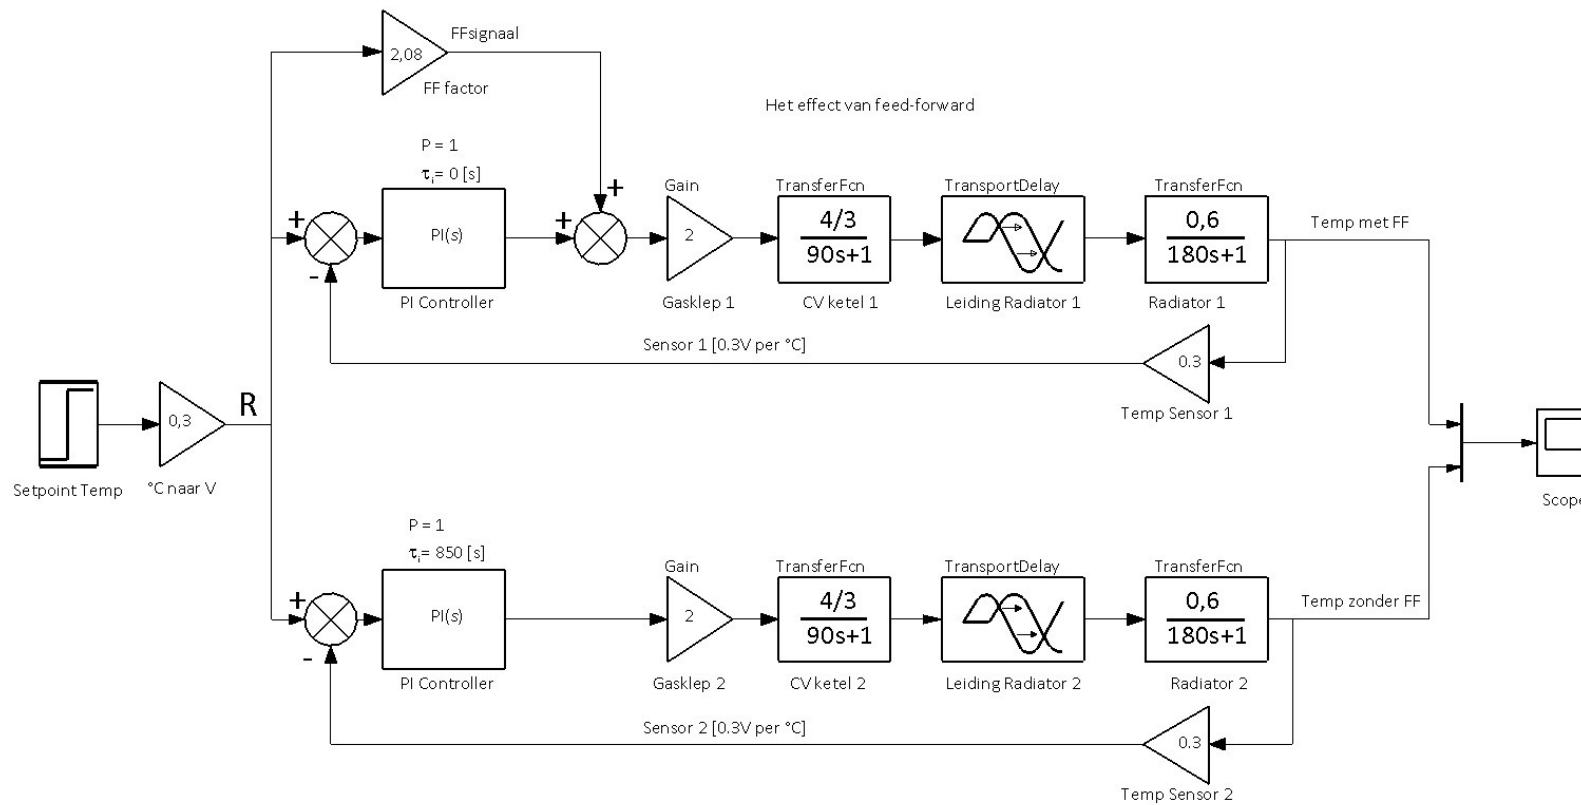 FFsignaal
2,08
FF factor
Het effect van feed-forward
P = 1
τi= 0 [s]
+
Gain
TransferFcn
TransportDelay
TransferFcn
+
+
PI(s)
2
4/3
90s+1
0,6
180s+1
Temp met FF
-
PI Controller
Gasklep 1
CV ketel 1
Leiding Radiator 1
Radiator 1
Sensor 1 [0.3V per °C]
0.3
Temp Sensor 1
R
0,3
Setpoint Temp
°C naar V
Scope
P = 1
τi= 850 [s]
Gain
TransferFcn
TransportDelay
TransferFcn
+
PI(s)
2
4/3
90s+1
0,6
180s+1
Temp zonder FF
-
PI Controller
Gasklep 2
CV ketel 2
Leiding Radiator 2
Radiator 2
Sensor 2 [0.3V per °C]
0.3
Temp Sensor 2